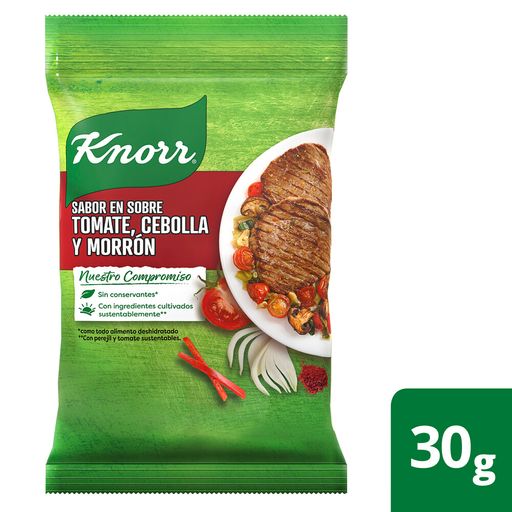 Knorr
SABOR EN SOBRE
TOMATE, CEBOLLA
Y MORRÓN
Nuestro Compromiso
Sin conservantes*
Con ingredientes cultivados
sustentablemente**
*como todo alimento deshidratado
**Con perejil y tomate sustentables.
30g